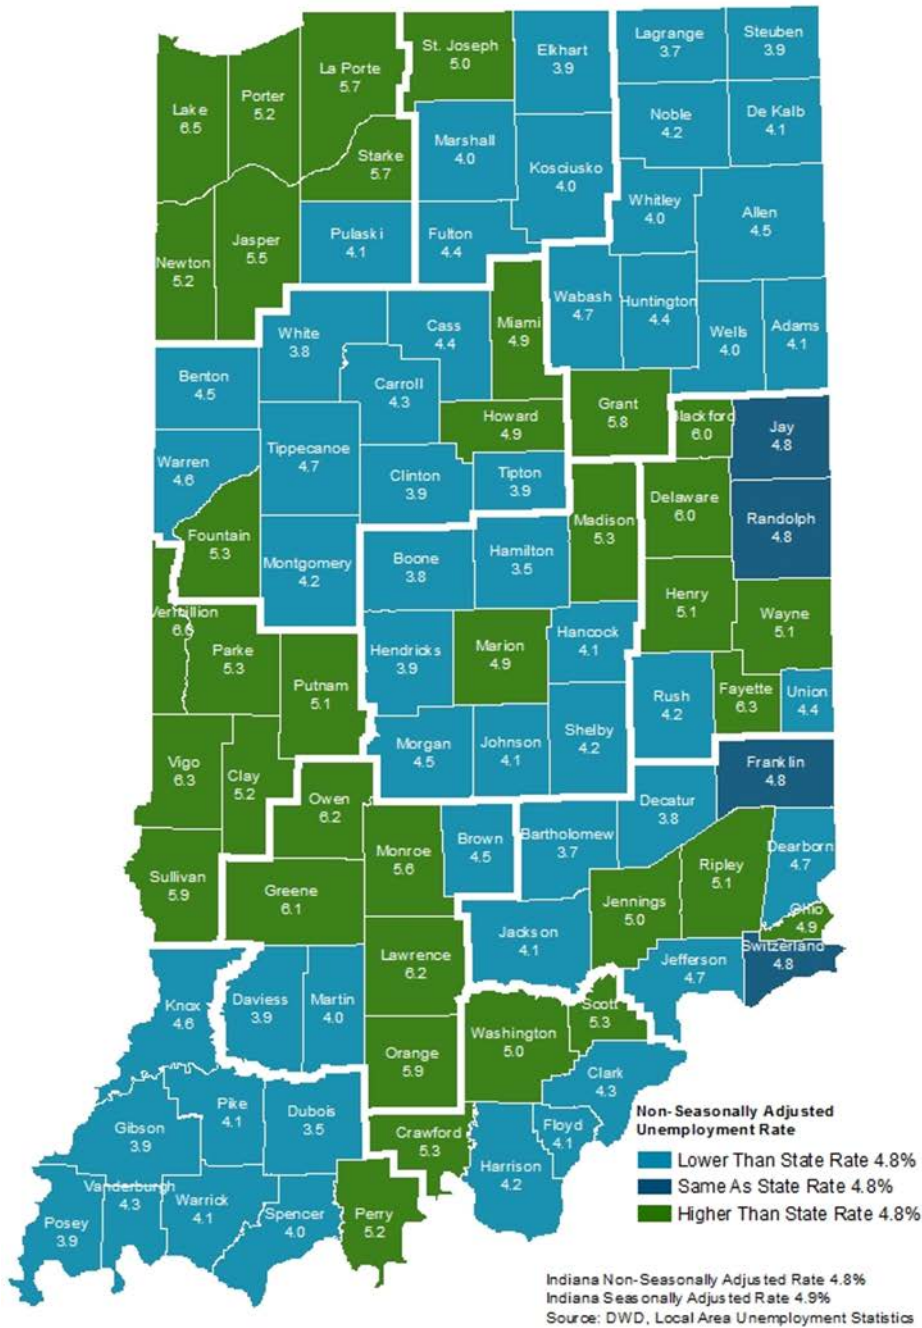 St. Joseph
5.0
Elkhart
3.9
Lagrange
3.7
Steuben
3.9
La Porte
5.7
Lake
6.5
Porter
5.2
Noble
4.2
De Kalb
4.1
Marshall
4.0
Starke
5.7
Kosciusko
4.0
Whitley
4.0
Allen
4.5
Pulaski
4.1
Fulton
4.4
Jasper
5.5
Newton
5.2
Wabash
4.7
Huntington
4.4
Wells
4.0
Adams
4.1
White
3.8
Cass
4.4
Miami
4.9
Benton
4.5
Carroll
4.3
Howard
4.9
Grant
5.8
lackford
6.0
Jay
4.8
Warren
4.6
Tippecanoe
4.7
Clinton
3.9
Tipton
3.9
Delaware
6.0
Randolph
4.8
Fountain
5.3
Madison
5.3
Montgomery
4.2
Boone
3.8
Hamilton
3.5
Henry
5.1
Wayne
5.1
Vermillion
Parke
5.3
Putnam
5.1
Hendricks
3.9
Marion
4.9
Hancock
4.1
Rush
4.2
Fayette
6.3
Union
4.4
Vigo
6.3
Clay
5.2
Morgan
4.5
Johnson
4.1
Shelby
4.2
Franklin
4.8
Owen
6.2
Decatur
3.8
Monroe
5.6
Brown
4.5
Bartholomew
3.7
Dearborn
4.7
Sullivan
5.9
Greene
6.1
Ripley
5.1
Jennings
5.0
Ohio
4.9
Lawrence
6.2
Jackson
4.1
Jefferson
4.7
Switzerland
4.8
Knox
4.6
Daviess
3.9
Martin
4.0
Washington
5.0
Scott
5.3
Orange
5.9
Clark
4.3
Pike
4.1
Dubois
3.5
Gibson
3.9
Crawford
5.3
Harrison
4.2
Floyd
4.1
Posey
3.9
Vanderburgh
4.3
Warrick
4.1
Spencer
4.0
Perry
5.2
Non-Seasonally Adjusted
Unemployment Rate
Lower Than State Rate 4.8%
Same As State Rate 4.8%
Higher Than State Rate 4.8%
Indiana Non-Seasonally Adjusted Rate 4.8%
Indiana Seasonally Adjusted Rate 4.9%
Source: DWD, Local Area Unemployment Statistics